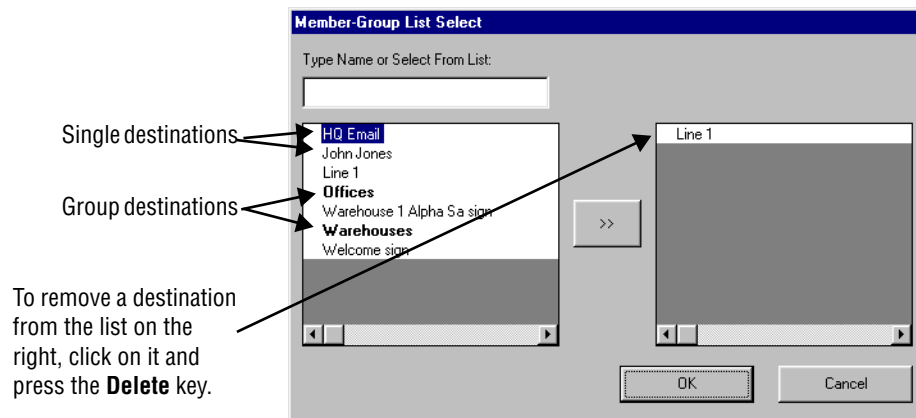 Member-Group List Select
Type Name or Select From List:
Single destinations
HQ Email
John Jones
Line 1
Offices
Group destinations
Warehouse 1 Alpha Sa sign
Warehouses
Welcome sign
>>
Line 1
To remove a destination
from the list on the
right, click on it and
press the Delete key.
OK
Cancel